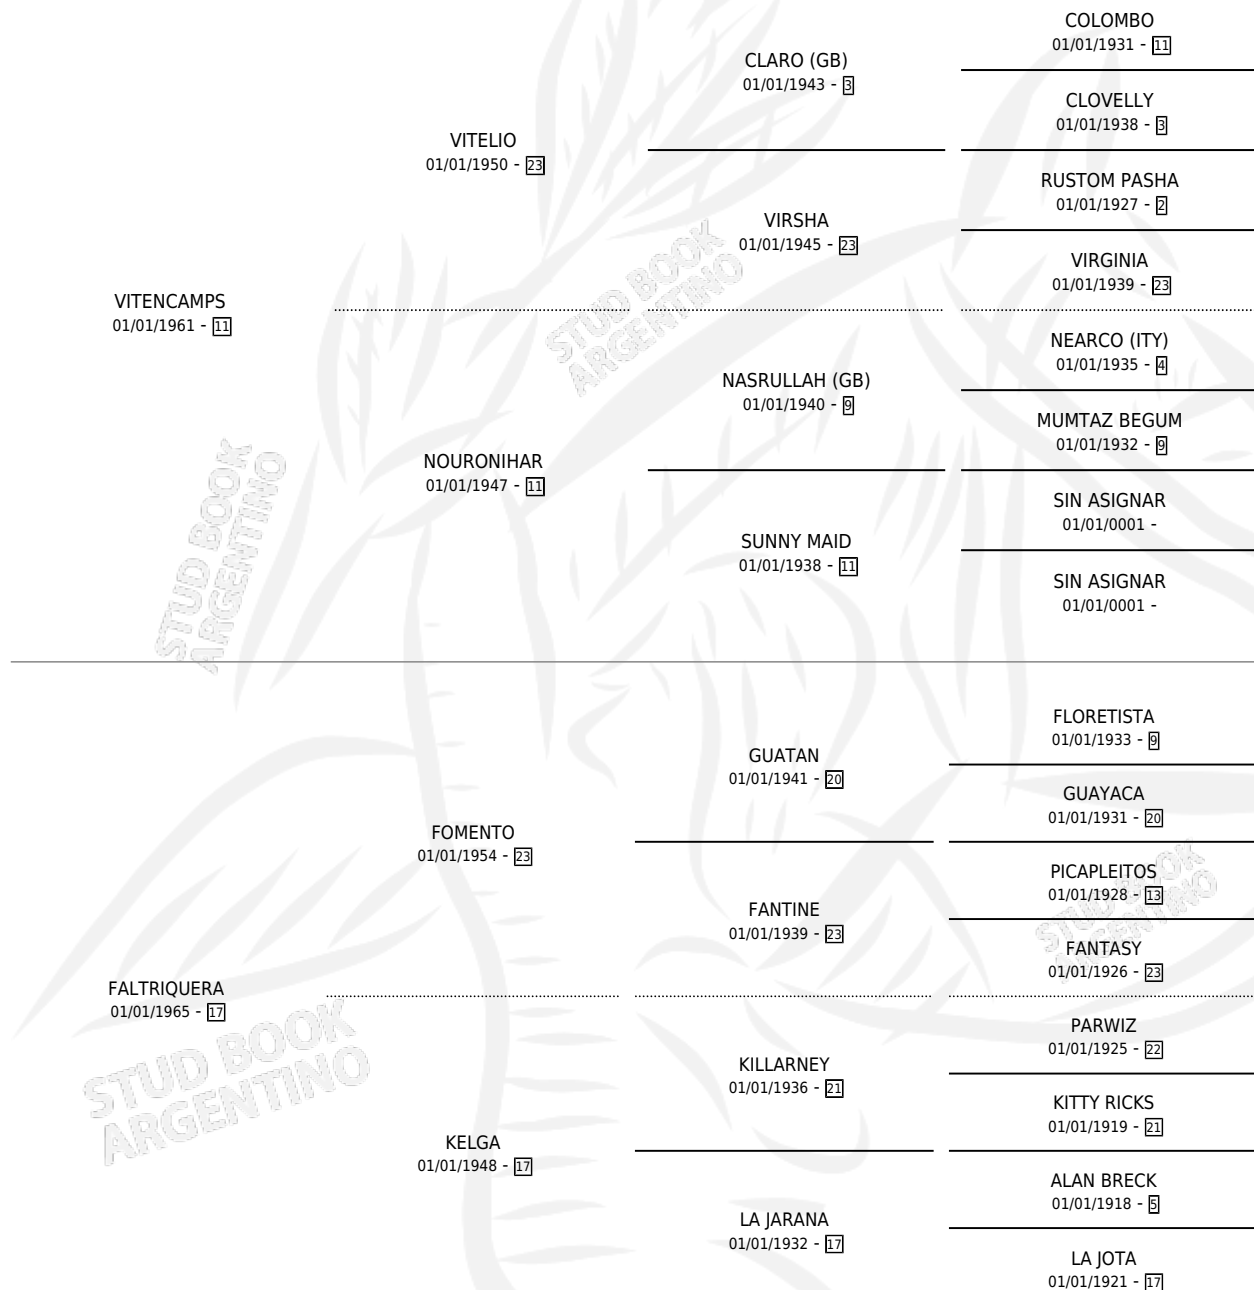 COLOMBO
01/01/1931 - 11
CLARO (GB)
01/01/1943 - 3
CLOVELLY
01/01/1938 - 3
VITELIO
01/01/1950 - 23
RUSTOM PASHA
01/01/1927 - 2
VIRSHA
01/01/1945 - 23
VIRGINIA
01/01/1939 - 23
VITENCAMPS
01/01/1961 - 11
NEARCO (ITY)
01/01/1935 - 4
NASRULLAH (GB)
01/01/1940 - 9
MUMTAZ BEGUM
01/01/1932 - 9
NOURONIHAR
01/01/1947 - 11
SIN ASIGNAR
01/01/0001 -
SUNNY MAID
01/01/1938 - 11
SIN ASIGNAR
01/01/0001 -
FLORETISTA
01/01/1933 - 9
GUATAN
01/01/1941 - 20
GUAYACA
01/01/1931 - 20
FOMENTO
01/01/1954 - 23
PICAPLEITOS
01/01/1928 - 13
FANTINE
01/01/1939 - 23
FANTASY
01/01/1926 - 23
FALTRIQUERA
01/01/1965 - 17
PARWIZ
01/01/1925 - 22
KILLARNEY
01/01/1936 - 21
KITTY RICKS
01/01/1919 - 21
KELGA
01/01/1948 - 17
ALAN BRECK
01/01/1918 - 5
LA JARANA
01/01/1932 - 17
LA JOTA
01/01/1921 - 17
STUD BOOK
ARGENTINO
STUD BOOK
ARGENTINO
STUD BOOK
ARGENTINO
STUD BOOK
ARGENTINO